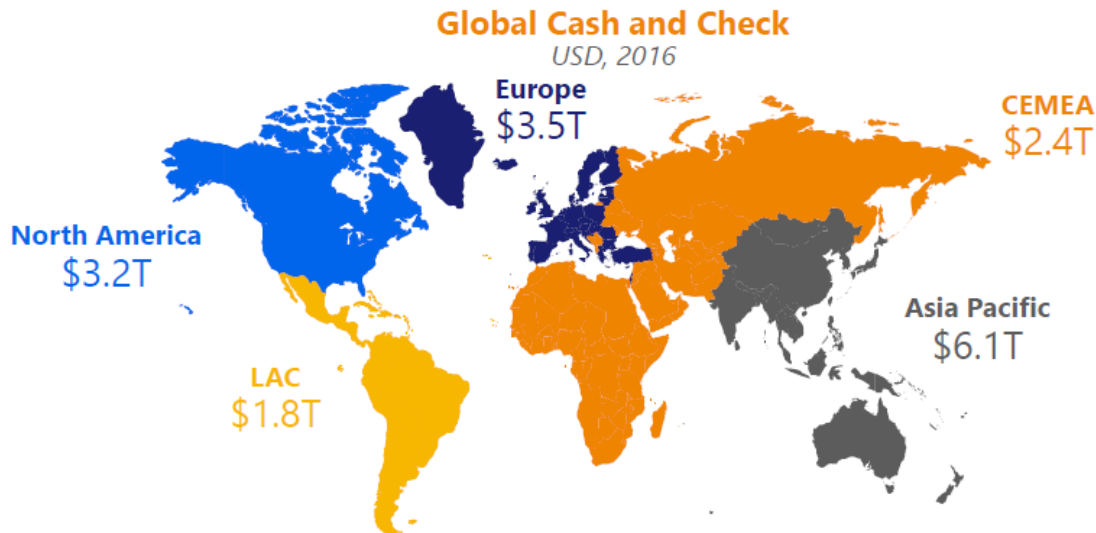 Global Cash and Check
USD, 2016
Europe
$3.5T
CEMEA
$2.4T
North America
$3.2T
Asia Pacific
$6.1T
LAC
$1.8T